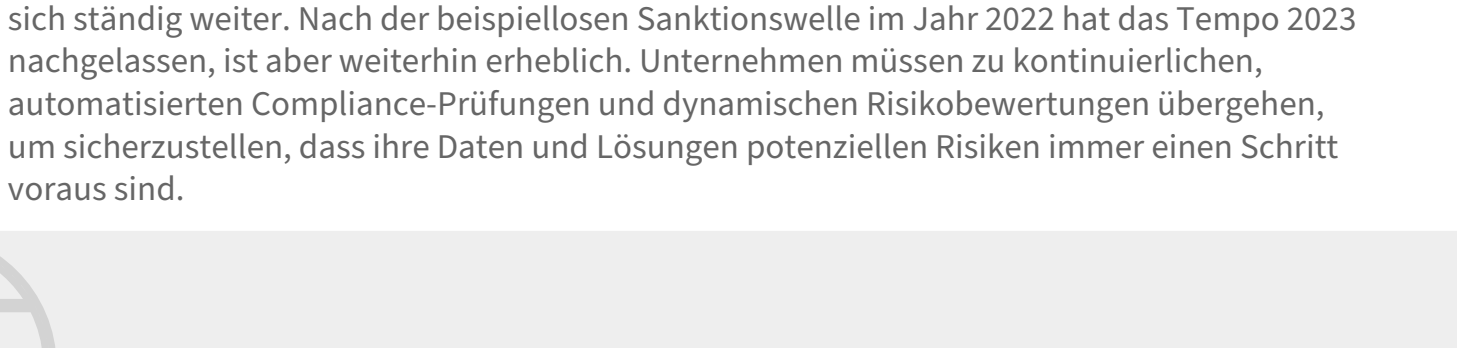 sich ständig weiter. Nach der beispiellosen Sanktionswelle im Jahr 2022 hat das Tempo 2023
nachgelassen, ist aber weiterhin erheblich. Unternehmen müssen zu kontinuierlichen,
automatisierten Compliance-Prüfungen und dynamischen Risikobewertungen übergehen,
um sicherzustellen, dass ihre Daten und Lösungen potenziellen Risiken immer einen Schritt
voraus sind.